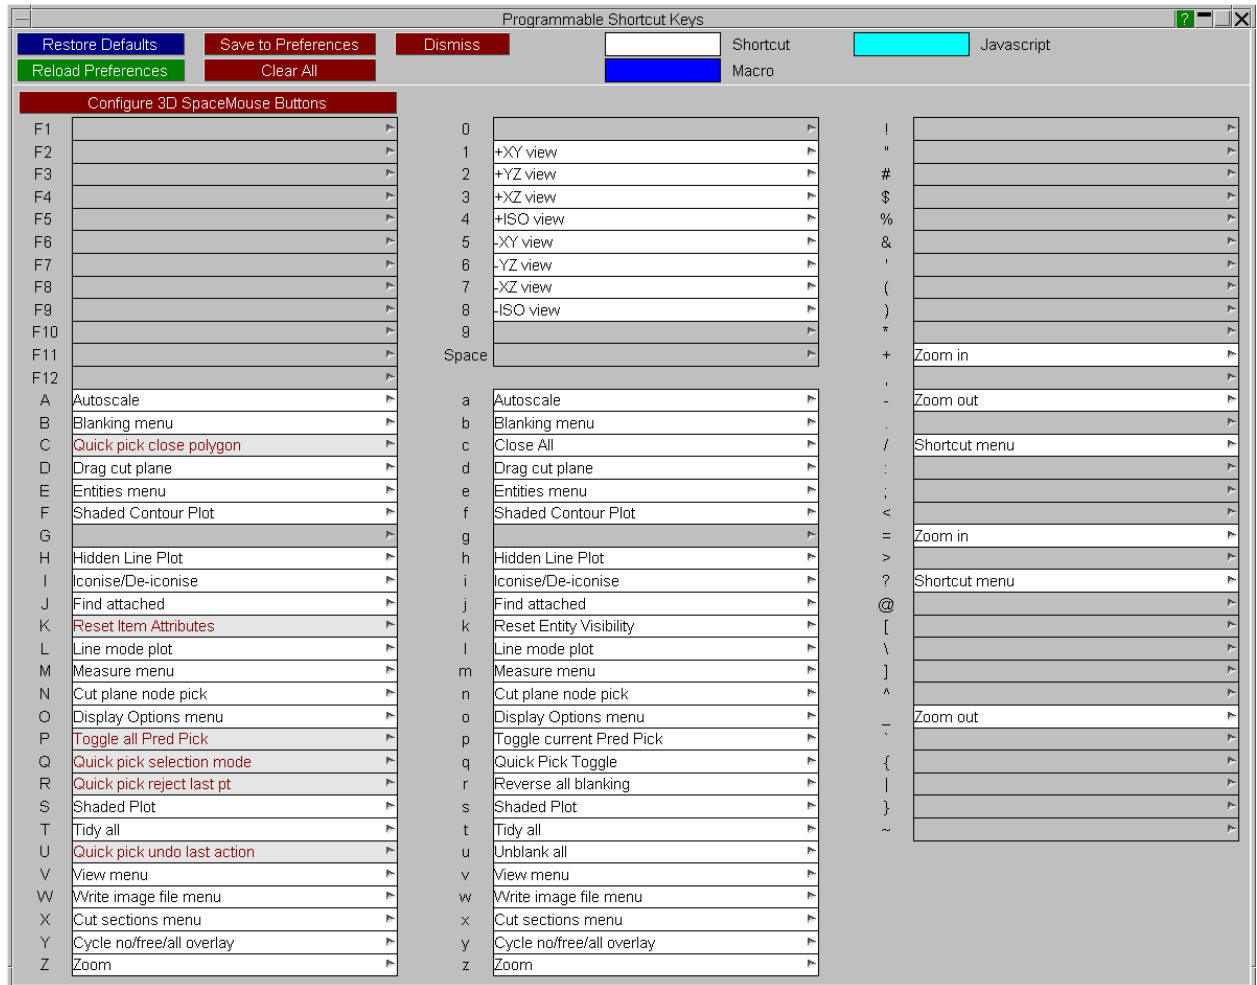 Programmable Shortcut Keys ?
Restore Defaults Save to Preferences Dismiss Shortcut Javascript
Reload Preferences Clear All Macro
Configure 3D SpaceMouse Buttons
F1 0 !
F2 1 +XY view "
F3 2 +YZ view #
F4 3 +XZ view $
F5 4 +ISO view %
F6 5 -XY view &
F7 6 -YZ view '
F8 7 -XZ view (
F9 8 -ISO view )
F10 9 *
F11 Space + Zoom in
F12 ,
A Autoscale a Autoscale - Zoom out
B Blanking menu b Blanking menu .
C Quick pick close polygon c Close All / Shortcut menu
D Drag cut plane d Drag cut plane :
E Entities menu e Entities menu ;
F Shaded Contour Plot f Shaded Contour Plot <
G g = Zoom in
H Hidden Line Plot h Hidden Line Plot >
I Iconise/De-iconise i Iconise/De-iconise ? Shortcut menu
J Find attached j Find attached @
K Reset Item Attributes k Reset Entity Visibility [
L Line mode plot l Line mode plot \
M Measure menu m Measure menu ]
N Cut plane node pick n Cut plane node pick ^
O Display Options menu o Display Options menu _ Zoom out
P Toggle all Pred Pick p Toggle current Pred Pick `
Q Quick pick selection mode q Quick Pick Toggle {
R Quick pick reject last pt r Reverse all blanking |
S Shaded Plot s Shaded Plot }
T Tidy all t Tidy all ~
U Quick pick undo last action u Unblank all
V View menu v View menu
W Write image file menu w Write image file menu
X Cut sections menu x Cut sections menu
Y Cycle no/free/all overlay y Cycle no/free/all overlay
Z Zoom z Zoom